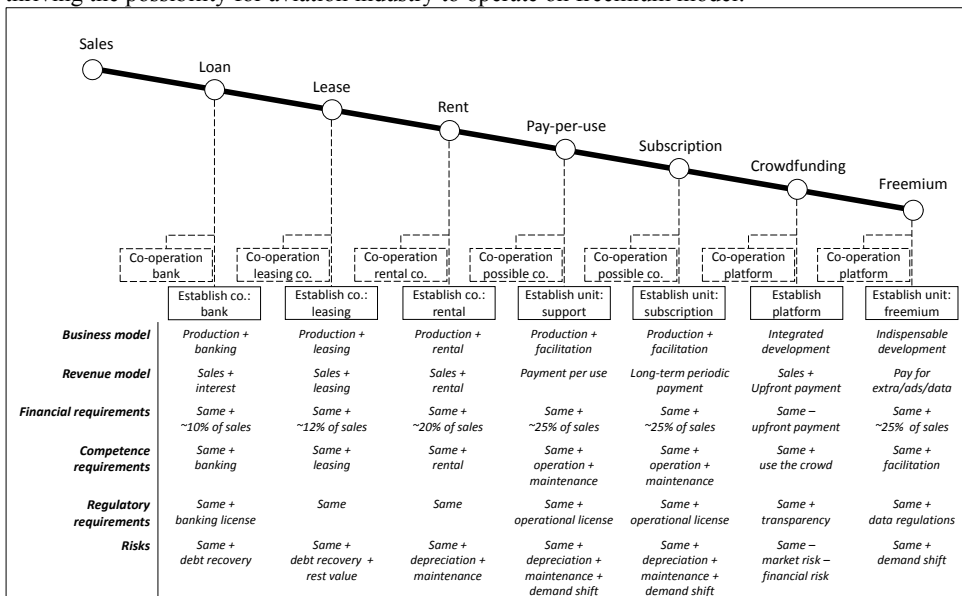 thriving the possibility for aviation industry to operate on freemium model.
Sales
Loan
Lease
Rent
Pay-per-use
Subscription
Crowdfunding
Freemium
Co-operation bank
Co-operation leasing co.
Co-operation rental co.
Co-operation possible co.
Co-operation possible co.
Co-operation platform
Co-operation platform
Establish co.: bank
Establish co.: leasing
Establish co.: rental
Establish unit: support
Establish unit: subscription
Establish platform
Establish unit: freemium
Business model
Production + banking
Production + leasing
Production + rental
Production + facilitation
Production + facilitation
Integrated development
Indispensable development
Revenue model
Sales + interest
Sales + leasing
Sales + rental
Payment per use
Long-term periodic payment
Sales + Upfront payment
Pay for extra/ads/data
Financial requirements
Same + ~10% of sales
Same + ~12% of sales
Same + ~20% of sales
Same + ~25% of sales
Same + ~25% of sales
Same – upfront payment
Same + ~25% of sales
Competence requirements
Same + banking
Same + leasing
Same + rental
Same + operation + maintenance
Same + operation + maintenance
Same + use the crowd
Same + facilitation
Regulatory requirements
Same + banking license
Same
Same
Same + operational license
Same + operational license
Same + transparency
Same + data regulations
Risks
Same + debt recovery
Same + debt recovery + rest value
Same + depreciation + maintenance
Same + depreciation + maintenance + demand shift
Same + depreciation + maintenance + demand shift
Same – market risk – financial risk
Same + demand shift